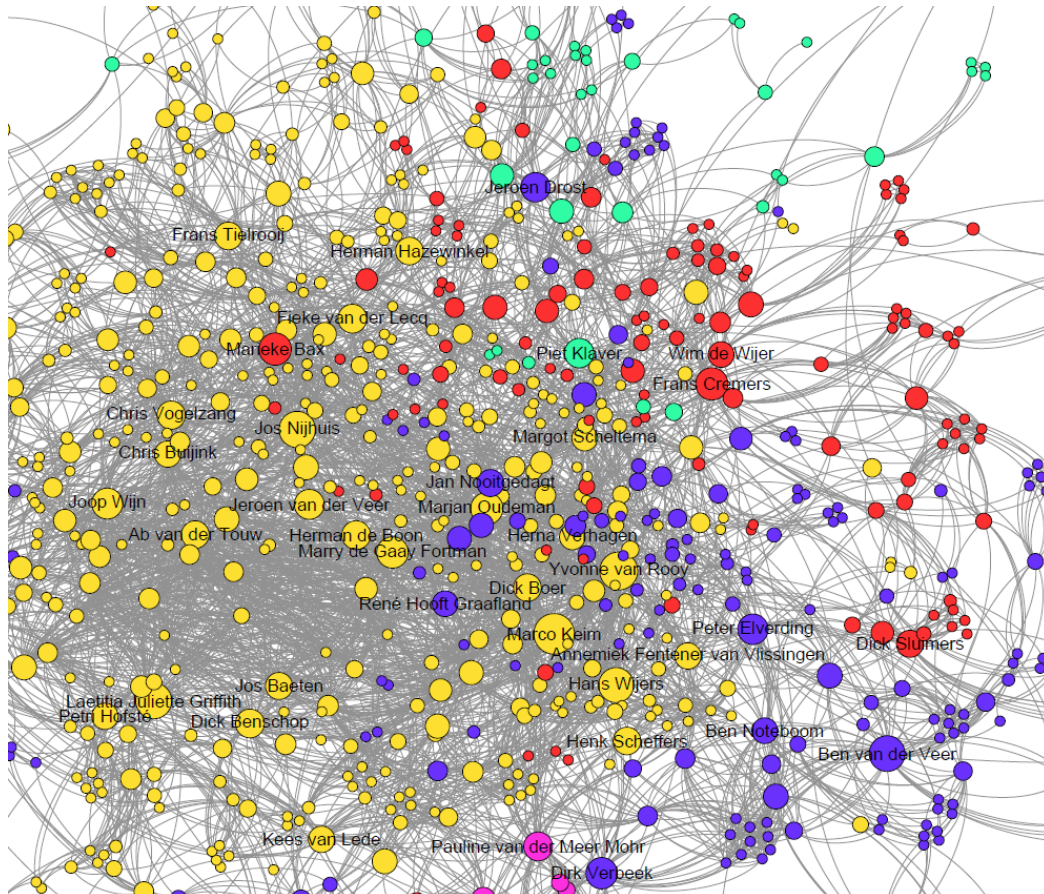 Jeroen Drost
Frans Tielrooij
Herman Hazewinkel
Fieke van der Lecq
Marieke Bax
Piet Klaver
Wim de Wijer
Frans Cremers
Chris Vogelzang
Jos Nijhuis
Margot Scheltema
Chris Buijink
Jan Nooitgedagt
Joop Wijn
Jeroen van der Veer
Marjan Oudeman
Ab van der Touw
Herman de Boon
Herna Verhagen
Marry de Gaay Fortman
Yvonne van Rooy
Dick Boer
René Hooft Graafland
Peter Elverding
Marco Keim
Dick Sluimers
Annemiek Fentener van Vlissingen
Jos Baeten
Hans Wijers
Laetitia Juliette Griffith
Petri Hofsté
Dick Benschop
Ben Noteboom
Henk Scheffers
Ben van der Veer
Kees van Lede
Pauline van der Meer Mohr
Dirk Verbeek